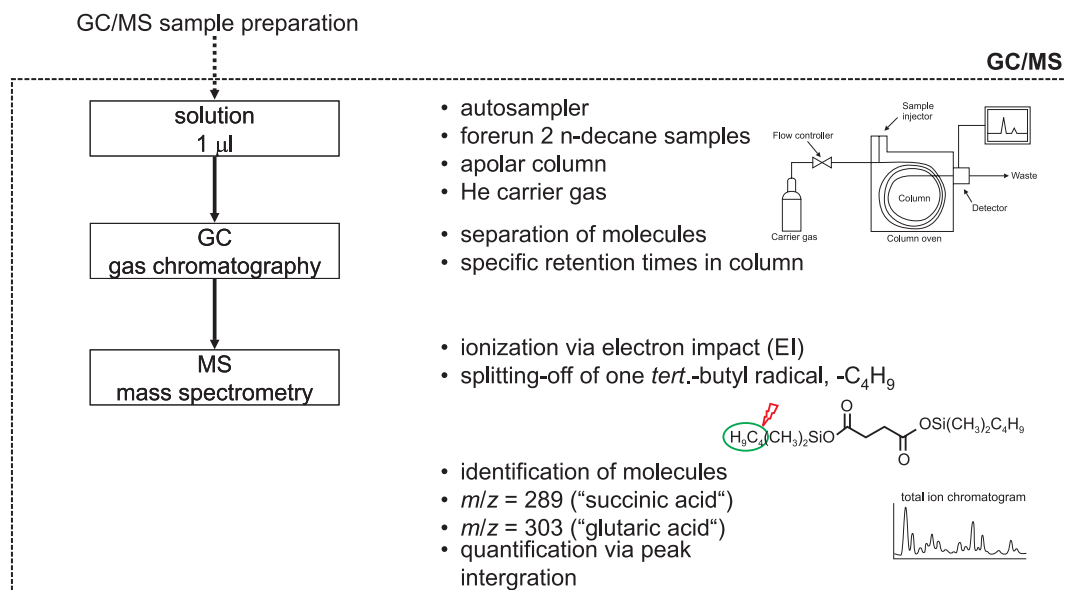 GC/MS sample preparation
GC/MS
solution
1 µl
• autosampler
• forerun 2 n-decane samples
• apolar column
• He carrier gas
Sample
injector
Flow controller
Column
Waste
Detector
Carrier gas
Column oven
GC
gas chromatography
• separation of molecules
• specific retention times in column
MS
mass spectrometry
• ionization via electron impact (EI)
• splitting-off of one tert.-butyl radical, -C₄H₉
O
H₉C₄(CH₃)₂SiO
OSi(CH₃)₂C₄H₉
O
• identification of molecules
• m/z = 289 (“succinic acid“)
• m/z = 303 (“glutaric acid“)
• quantification via peak
intergration
total ion chromatogram